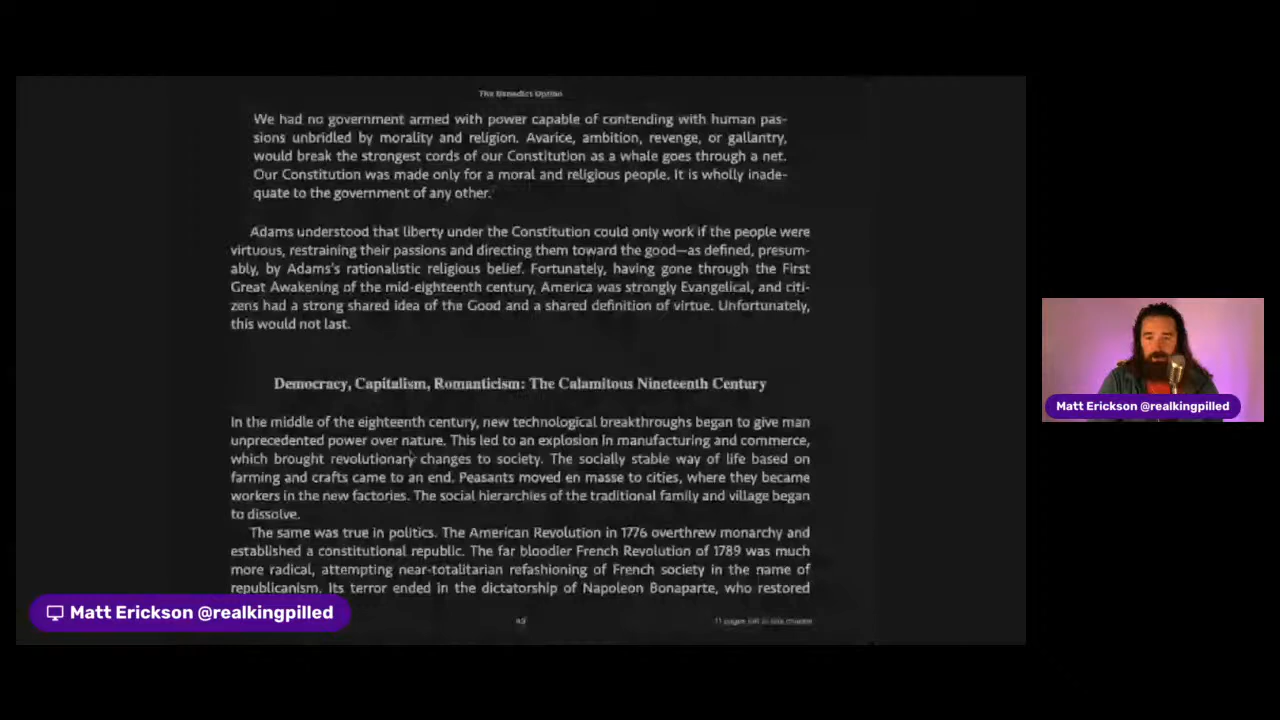 The Benedict Option
We had no government armed with power capable of contending with human pas-
sions unbridled by morality and religion. Avarice, ambition, revenge, or gallantry,
would break the strongest cords of our Constitution as a whale goes through a net.
Our Constitution was made only for a moral and religious people. It is wholly inade-
quate to the government of any other.
Adams understood that liberty under the Constitution could only work if the people were
virtuous, restraining their passions and directing them toward the good—as defined, presum-
ably, by Adams's rationalistic religious belief. Fortunately, having gone through the First
Great Awakening of the mid-eighteenth century, America was strongly Evangelical, and citi-
zens had a strong shared idea of the Good and a shared definition of virtue. Unfortunately,
this would not last.
Democracy, Capitalism, Romanticism: The Calamitous Nineteenth Century
In the middle of the eighteenth century, new technological breakthroughs began to give man
unprecedented power over nature. This led to an explosion in manufacturing and commerce,
which brought revolutionary changes to society. The socially stable way of life based on
farming and crafts came to an end. Peasants moved en masse to cities, where they became
workers in the new factories. The social hierarchies of the traditional family and village began
to dissolve.
The same was true in politics. The American Revolution in 1776 overthrew monarchy and
established a constitutional republic. The far bloodier French Revolution of 1789 was much
more radical, attempting near-totalitarian refashioning of French society in the name of
republicanism. Its terror ended in the dictatorship of Napoleon Bonaparte, who restored
11 pages left in this chapter
Matt Erickson @realkingpilled
Matt Erickson @realkingpilled